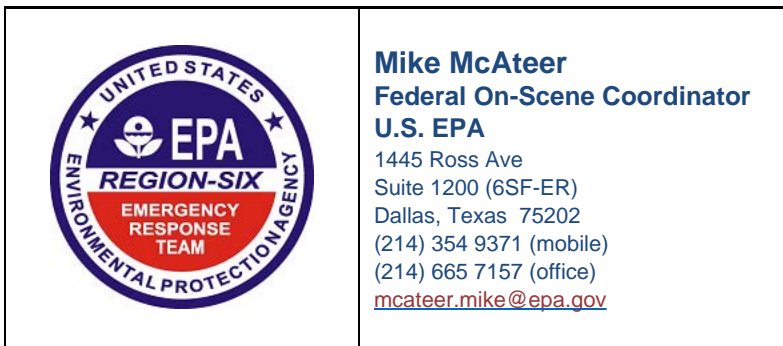 UNITED STATES
EPA
REGION-SIX
EMERGENCY
RESPONSE
TEAM
ENVIRONMENTAL PROTECTION AGENCY
Mike McAteer
Federal On-Scene Coordinator
U.S. EPA
1445 Ross Ave
Suite 1200 (6SF-ER)
Dallas, Texas  75202
(214) 354 9371 (mobile)
(214) 665 7157 (office)
mcateer.mike@epa.gov